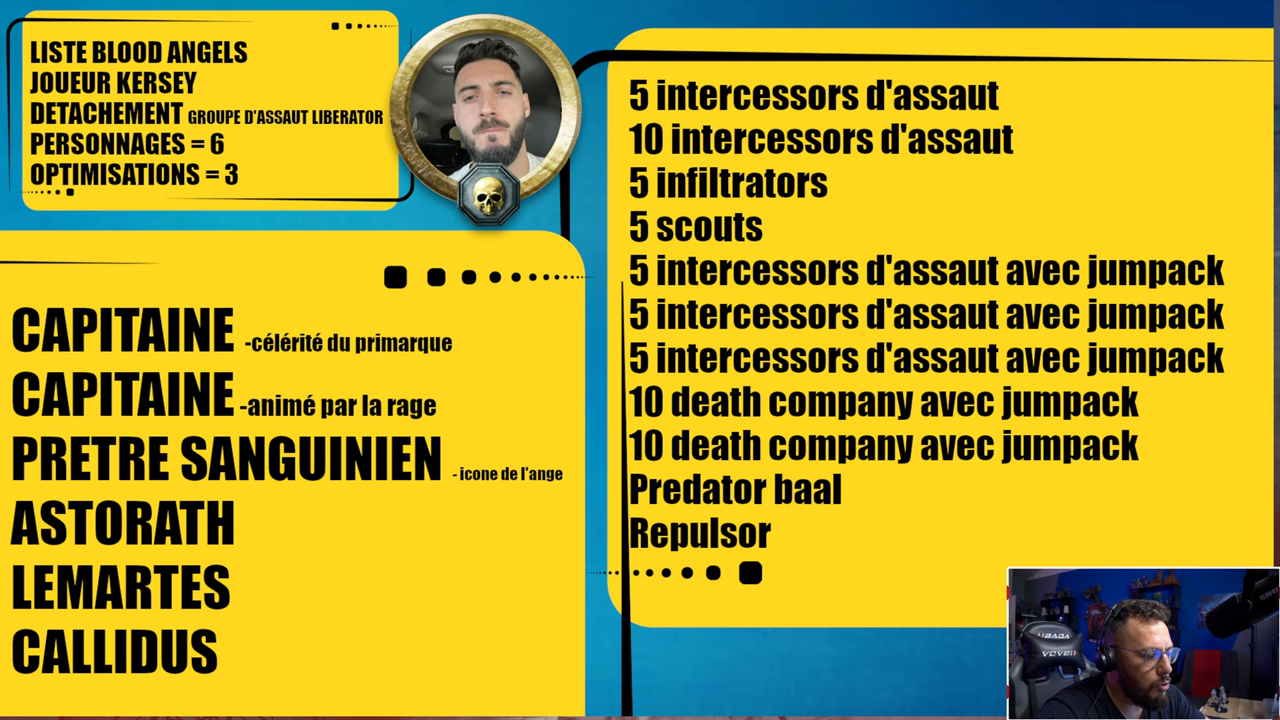 LISTE BLOOD ANGELS
JOUEUR KERSEY
DETACHEMENT GROUPE D'ASSAUT LIBERATOR
PERSONNAGES = 6
OPTIMISATIONS = 3
CAPITAINE -célérité du primarque
CAPITAINE -animé par la rage
PRETRE SANGUINIEN - icone de l'ange
ASTORATH
LEMARTES
CALLIDUS
5 intercessors d'assaut
10 intercessors d'assaut
5 infiltrators
5 scouts
5 intercessors d'assaut avec jumpack
5 intercessors d'assaut avec jumpack
5 intercessors d'assaut avec jumpack
10 death company avec jumpack
10 death company avec jumpack
Predator baal
Repulsor